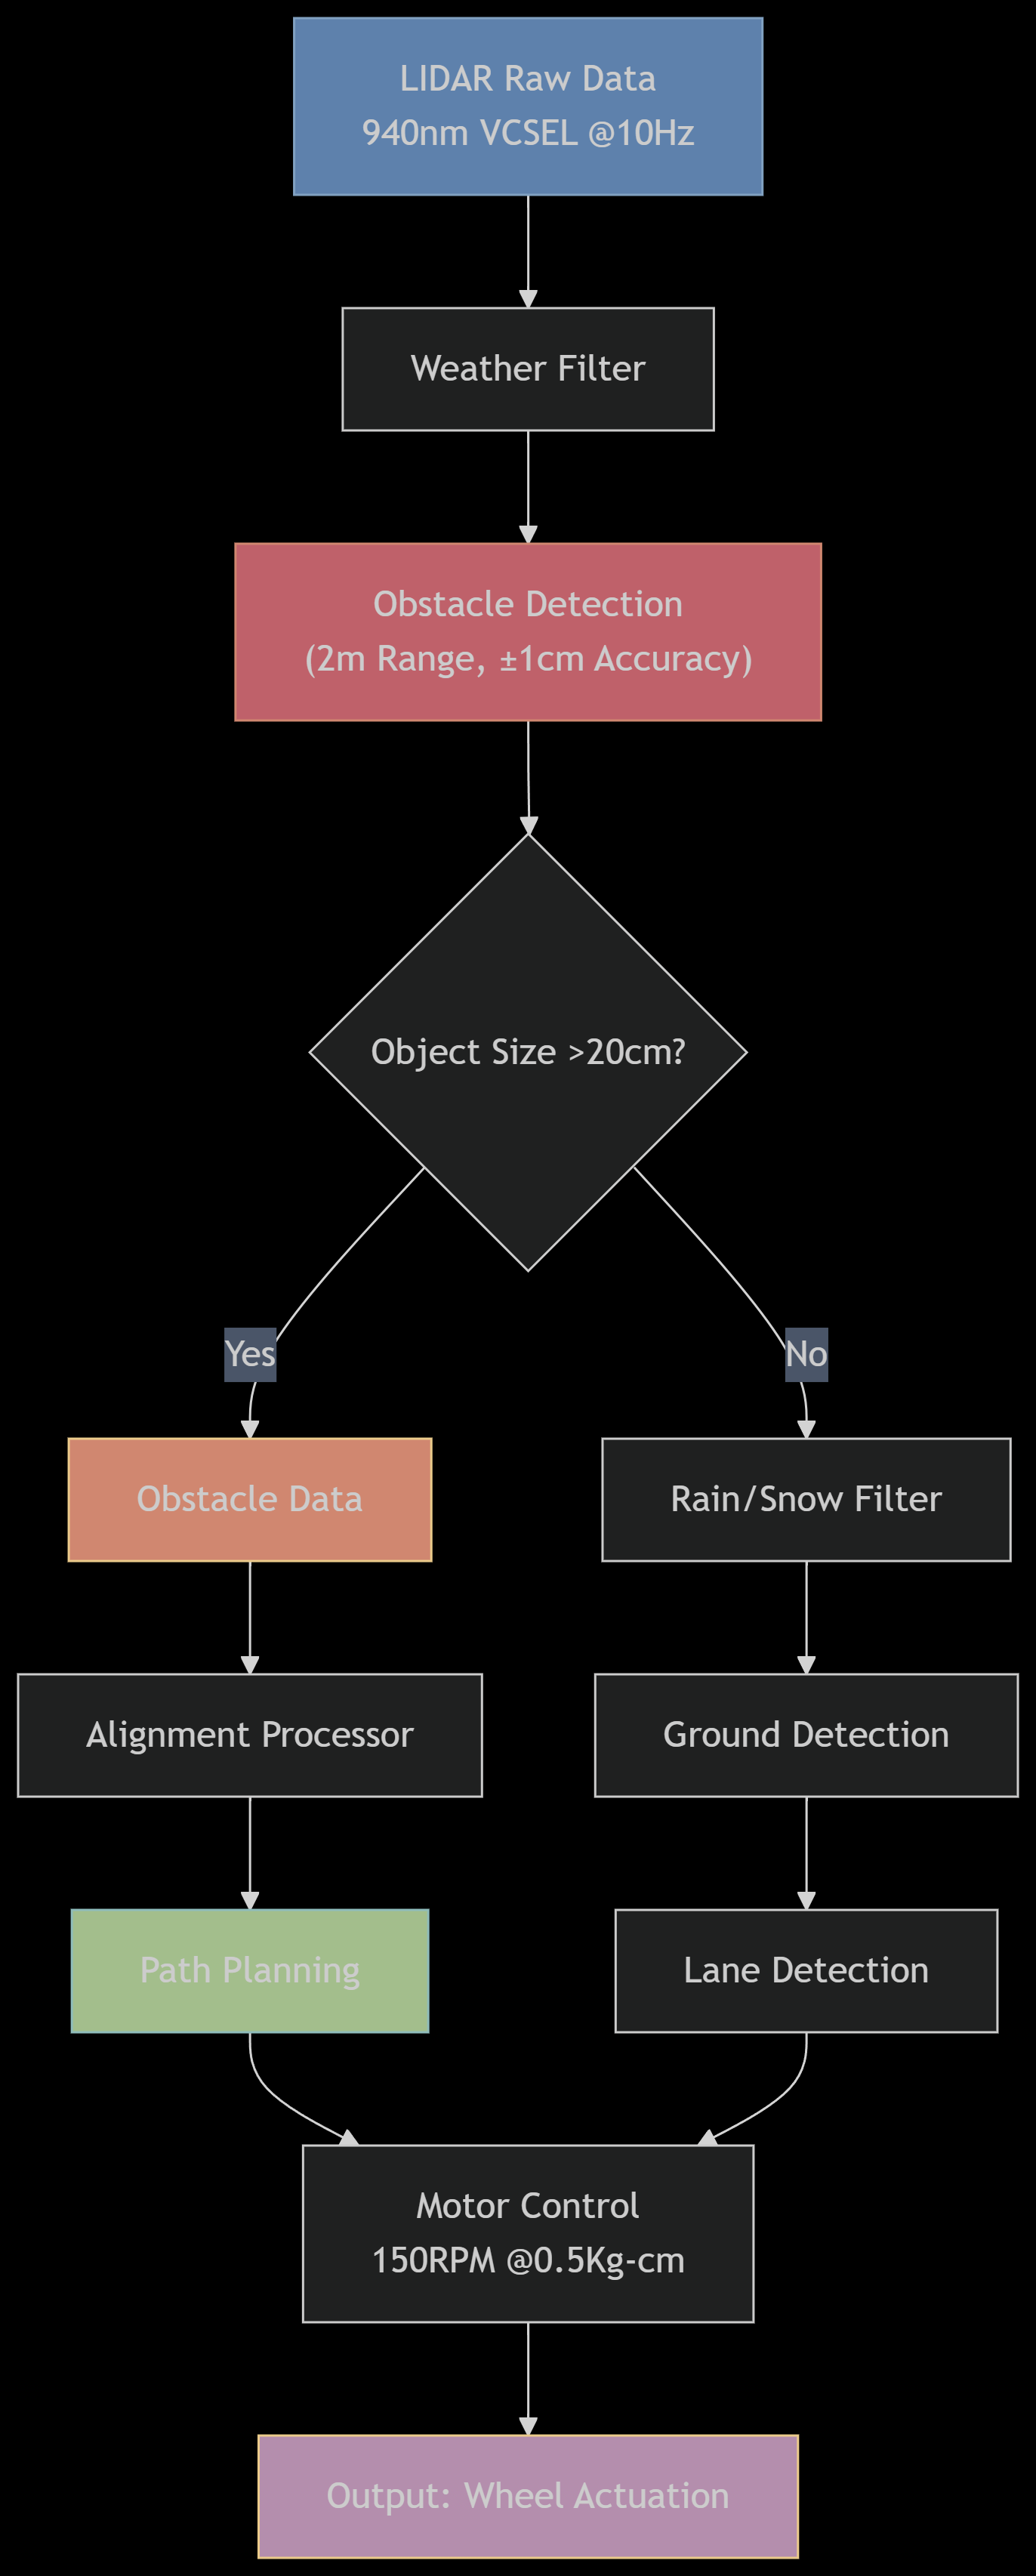 LIDAR Raw Data
940nm VCSEL @10Hz
Weather Filter
Obstacle Detection
(2m Range, ±1cm Accuracy)
Object Size >20cm?
Yes
No
Obstacle Data
Rain/Snow Filter
Alignment Processor
Ground Detection
Path Planning
Lane Detection
Motor Control
150RPM @0.5Kg-cm
Output: Wheel Actuation